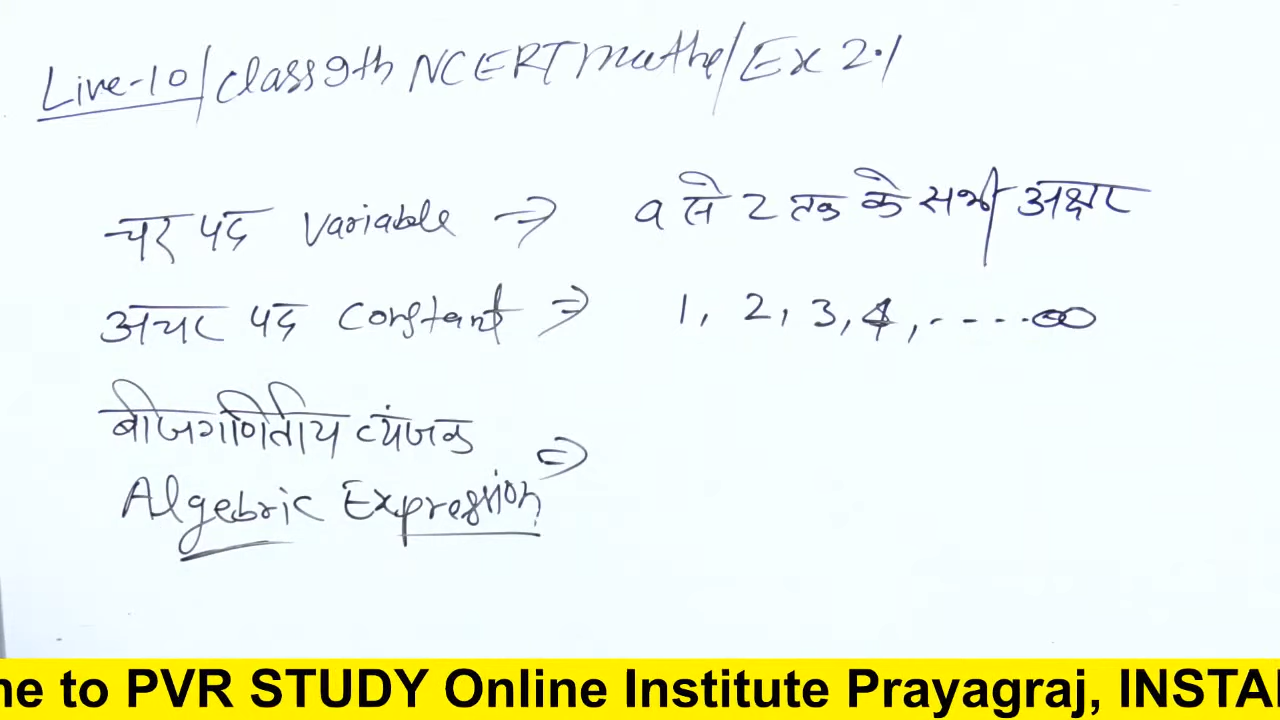 Live-10/class 9th NCERT maths/Ex 2.1
चर पद variable ⇒ a से z तक के सभी अक्षर
अचर पद constant ⇒ 1, 2, 3, 4, ----∞
बीजगणितीय व्यंजक
Algebric Expression ⇒
ne to PVR STUDY Online Institute Prayagraj, INSTA